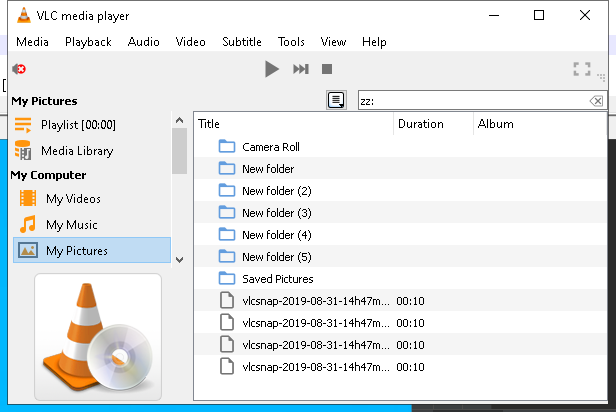 VLC media player
Media Playback Audio Video Subtitle Tools View Help
zz:
My Pictures
Playlist [00:00]
Media Library
My Computer
My Videos
My Music
My Pictures
Title Duration Album
Camera Roll
New folder
New folder (2)
New folder (3)
New folder (4)
New folder (5)
Saved Pictures
vlcsnap-2019-08-31-14h47m... 00:10
vlcsnap-2019-08-31-14h47m... 00:10
vlcsnap-2019-08-31-14h47m... 00:10
vlcsnap-2019-08-31-14h47m... 00:10